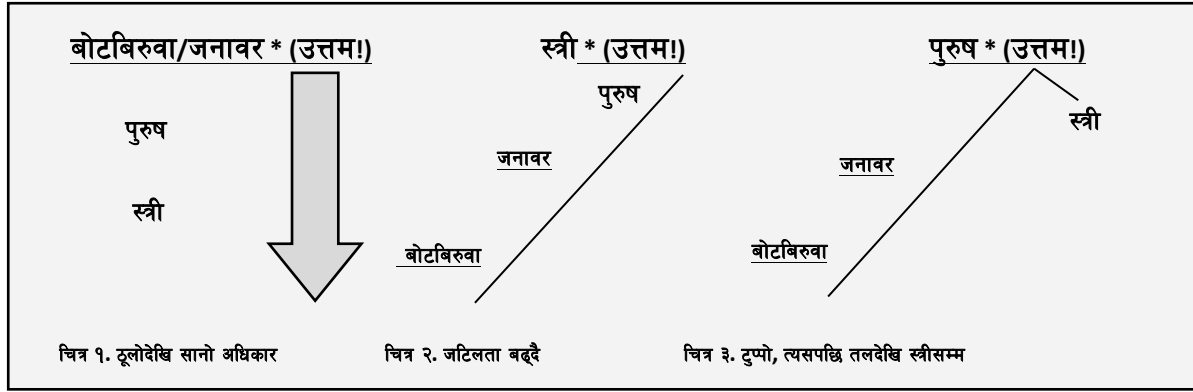 बोटबिरुवा/जनावर * (उत्तम!)
पुरुष
स्त्री
चित्र १. ठूलोदेखि सानो अधिकार
स्त्री * (उत्तम!)
पुरुष
जनावर
बोटबिरुवा
चित्र २. जटिलता बढ्दै
पुरुष * (उत्तम!)
स्त्री
जनावर
बोटबिरुवा
चित्र ३. टुप्पो, त्यसपछि तलदेखि स्त्रीसम्म